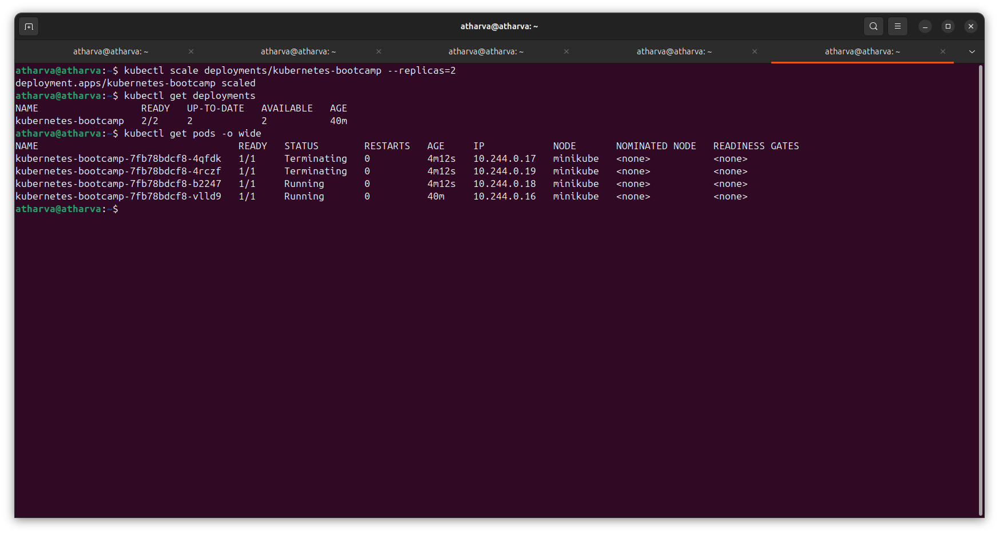 atharva@atharva: ~
atharva@atharva: ~ atharva@atharva: ~ atharva@atharva: ~ atharva@atharva: ~ atharva@atharva: ~
atharva@atharva:~$ kubectl scale deployments/kubernetes-bootcamp --replicas=2
deployment.apps/kubernetes-bootcamp scaled
atharva@atharva:~$ kubectl get deployments
NAME                  READY   UP-TO-DATE   AVAILABLE   AGE
kubernetes-bootcamp   2/2     2            2           40m
atharva@atharva:~$ kubectl get pods -o wide
NAME                                   READY   STATUS        RESTARTS   AGE     IP            NODE       NOMINATED NODE   READINESS GATES
kubernetes-bootcamp-7fb78bdcf8-4qfdk   1/1     Terminating   0          4m12s   10.244.0.17   minikube   <none>           <none>
kubernetes-bootcamp-7fb78bdcf8-4rczf   1/1     Terminating   0          4m12s   10.244.0.19   minikube   <none>           <none>
kubernetes-bootcamp-7fb78bdcf8-b2247   1/1     Running       0          4m12s   10.244.0.18   minikube   <none>           <none>
kubernetes-bootcamp-7fb78bdcf8-vlld9   1/1     Running       0          40m     10.244.0.16   minikube   <none>           <none>
atharva@atharva:~$